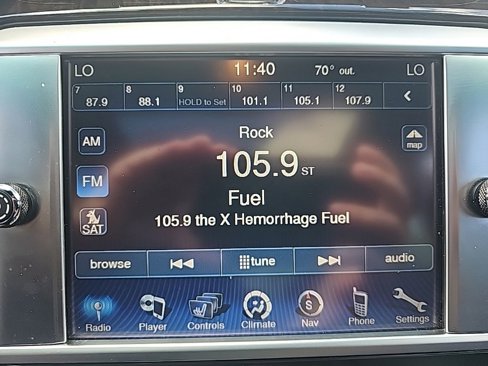 LO 11:40 70° out. LO
7 8 9 10 11 12
87.9 88.1 HOLD to Set 101.1 105.1 107.9
Rock
AM 105.9 ST map
FM Fuel
105.9 the X Hemorrhage Fuel
SAT
browse tune audio
S
Radio Player Controls Climate Nav Phone Settings